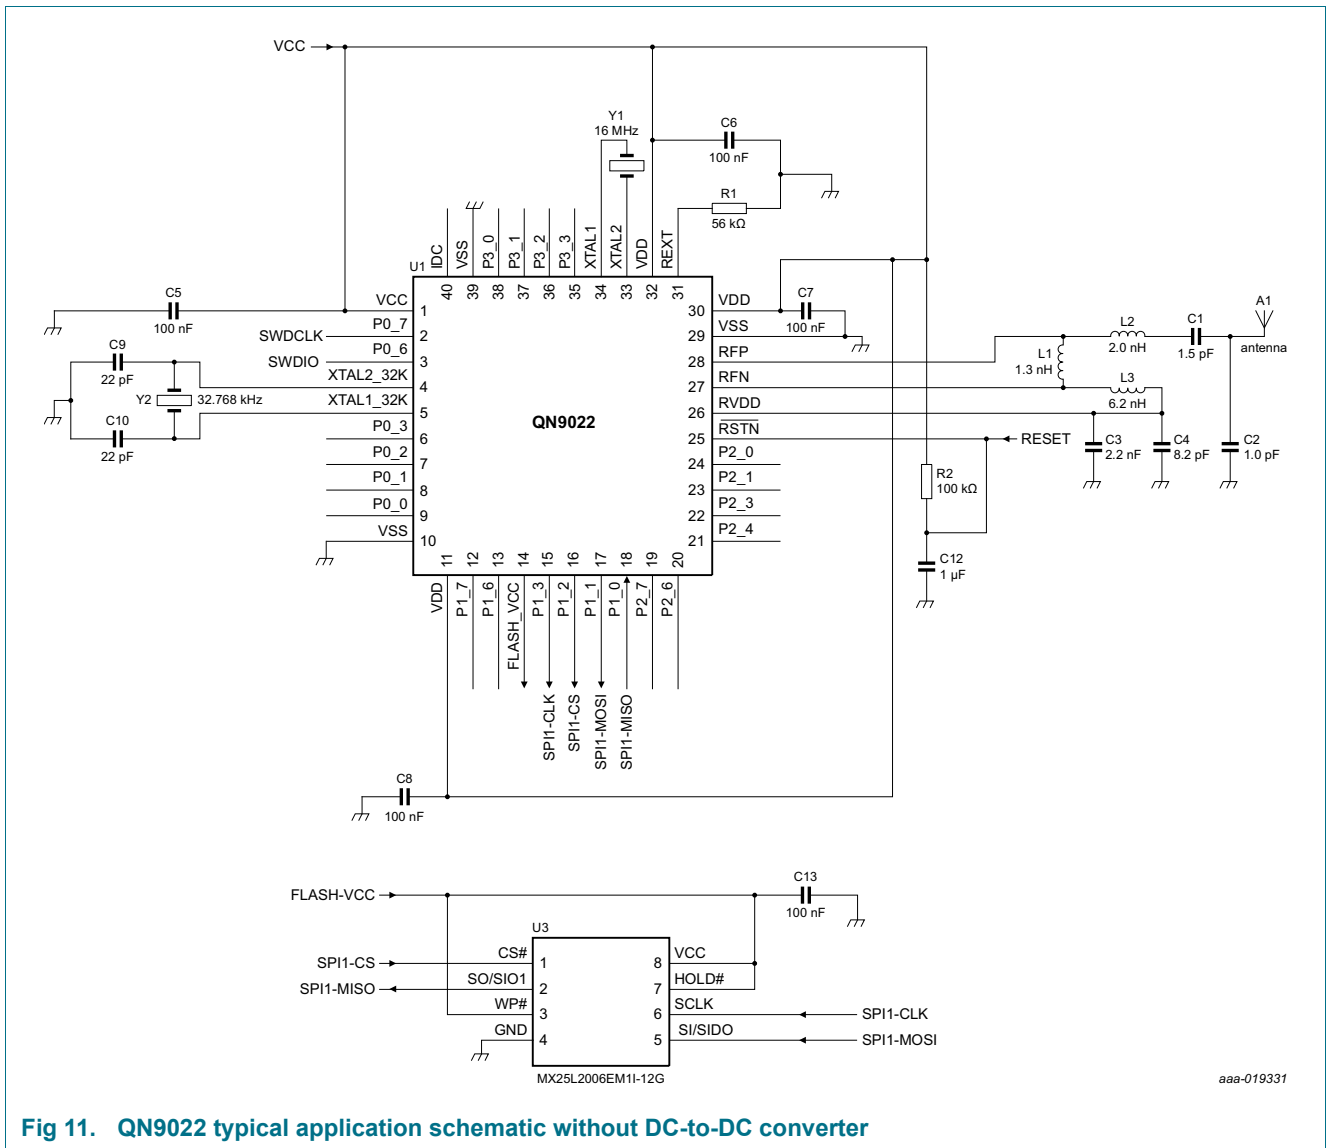 VCC
Y1
16 MHz
C6
100 nF
R1
56 kΩ
IDC
VSS
P3_0
P3_1
P3_2
P3_3
XTAL1
XTAL2
VDD
REXT
U1
40
39
38
37
36
35
34
33
32
31
C5
100 nF
VCC
1
SWDCLK
P0_7
2
SWDIO
P0_6
3
C9
22 pF
XTAL2_32K
4
Y2
32.768 kHz
XTAL1_32K
5
C10
22 pF
P0_3
6
P0_2
7
P0_1
8
P0_0
9
VSS
10
QN9022
30
VDD
C7
100 nF
29
VSS
28
RFP
27
RFN
26
RVDD
25
RSTN
RESET
24
P2_0
23
P2_1
22
P2_3
21
P2_4
L1
1.3 nH
L2
2.0 nH
C1
1.5 pF
A1
antenna
L3
6.2 nH
C3
2.2 nF
C4
8.2 pF
C2
1.0 pF
R2
100 kΩ
C12
1 µF
11
12
13
14
15
16
17
18
19
20
VDD
P1_7
P1_6
FLASH_VCC
P1_3
P1_2
P1_1
P1_0
P2_7
P2_6
SPI1-CLK
SPI1-CS
SPI1-MOSI
SPI1-MISO
C8
100 nF
FLASH-VCC
C13
100 nF
U3
SPI1-CS
CS#
1
8
VCC
SPI1-MISO
SO/SIO1
2
7
HOLD#
WP#
3
6
SCLK
SPI1-CLK
GND
4
5
SI/SIDO
SPI1-MOSI
MX25L2006EM1I-12G
aaa-019331
Fig 11. QN9022 typical application schematic without DC-to-DC converter